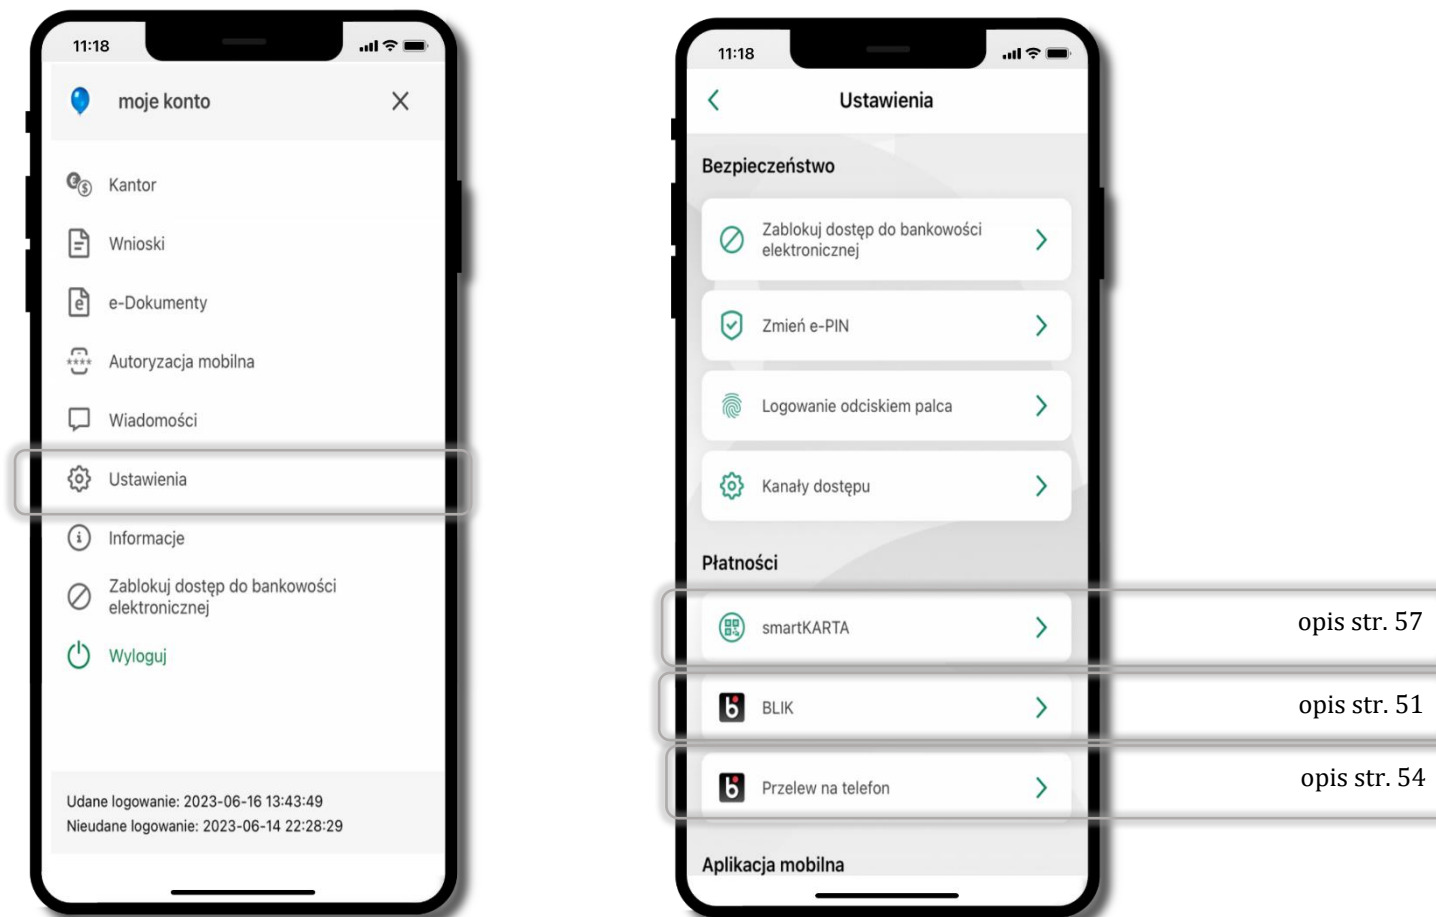 11:18
moje konto
Kantor
Wnioski
e-Dokumenty
Autoryzacja mobilna
Wiadomości
Ustawienia
Informacje
Zablokuj dostęp do bankowości
elektronicznej
Wyloguj
Udane logowanie: 2023-06-16 13:43:49
Nieudane logowanie: 2023-06-14 22:28:29
11:18
Ustawienia
Bezpieczeństwo
Zablokuj dostęp do bankowości
elektronicznej
Zmień e-PIN
Logowanie odciskiem palca
Kanały dostępu
Płatności
smartKARTA
opis str. 57
BLIK
opis str. 51
Przelew na telefon
opis str. 54
Aplikacja mobilna